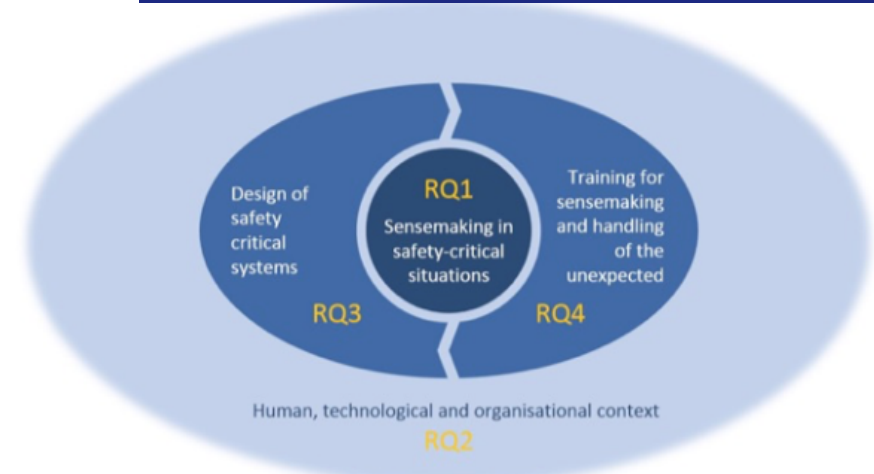 RQ1
Sensemaking in
safety-critical
situations
Design of
safety
critical
systems
RQ3
Training for
sensemaking
and handling
of the
unexpected
RQ4
Human, technological and organisational context
RQ2